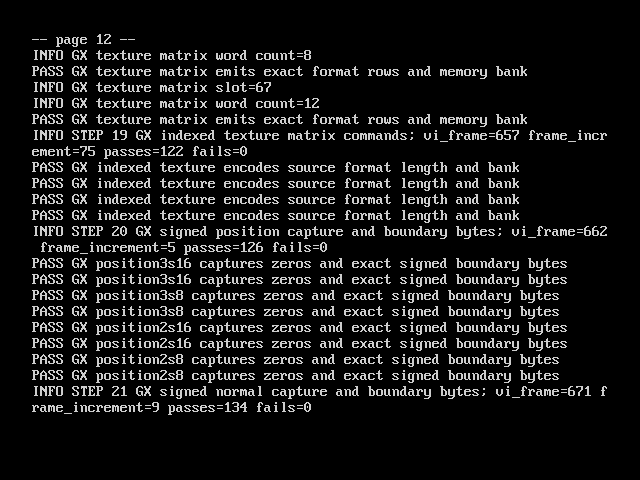 -- page 12 --
INFO GX texture matrix word count=8
PASS GX texture matrix emits exact format rows and memory bank
INFO GX texture matrix slot=67
INFO GX texture matrix word count=12
PASS GX texture matrix emits exact format rows and memory bank
INFO STEP 19 GX indexed texture matrix commands; vi_frame=657 frame_incr
ement=75 passes=122 fails=0
PASS GX indexed texture encodes source format length and bank
PASS GX indexed texture encodes source format length and bank
PASS GX indexed texture encodes source format length and bank
PASS GX indexed texture encodes source format length and bank
INFO STEP 20 GX signed position capture and boundary bytes; vi_frame=662
 frame_increment=5 passes=126 fails=0
PASS GX position3s16 captures zeros and exact signed boundary bytes
PASS GX position3s16 captures zeros and exact signed boundary bytes
PASS GX position3s8 captures zeros and exact signed boundary bytes
PASS GX position3s8 captures zeros and exact signed boundary bytes
PASS GX position2s16 captures zeros and exact signed boundary bytes
PASS GX position2s16 captures zeros and exact signed boundary bytes
PASS GX position2s8 captures zeros and exact signed boundary bytes
PASS GX position2s8 captures zeros and exact signed boundary bytes
INFO STEP 21 GX signed normal capture and boundary bytes; vi_frame=671 f
rame_increment=9 passes=134 fails=0